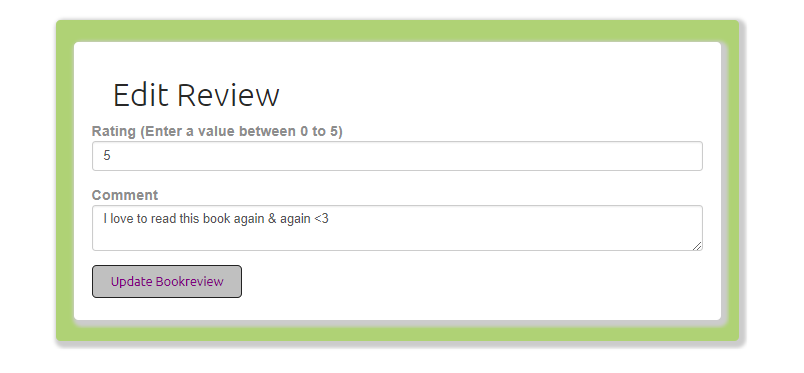 Edit Review
Rating (Enter a value between 0 to 5)
5
Comment
I love to read this book again & again <3
Update Bookreview